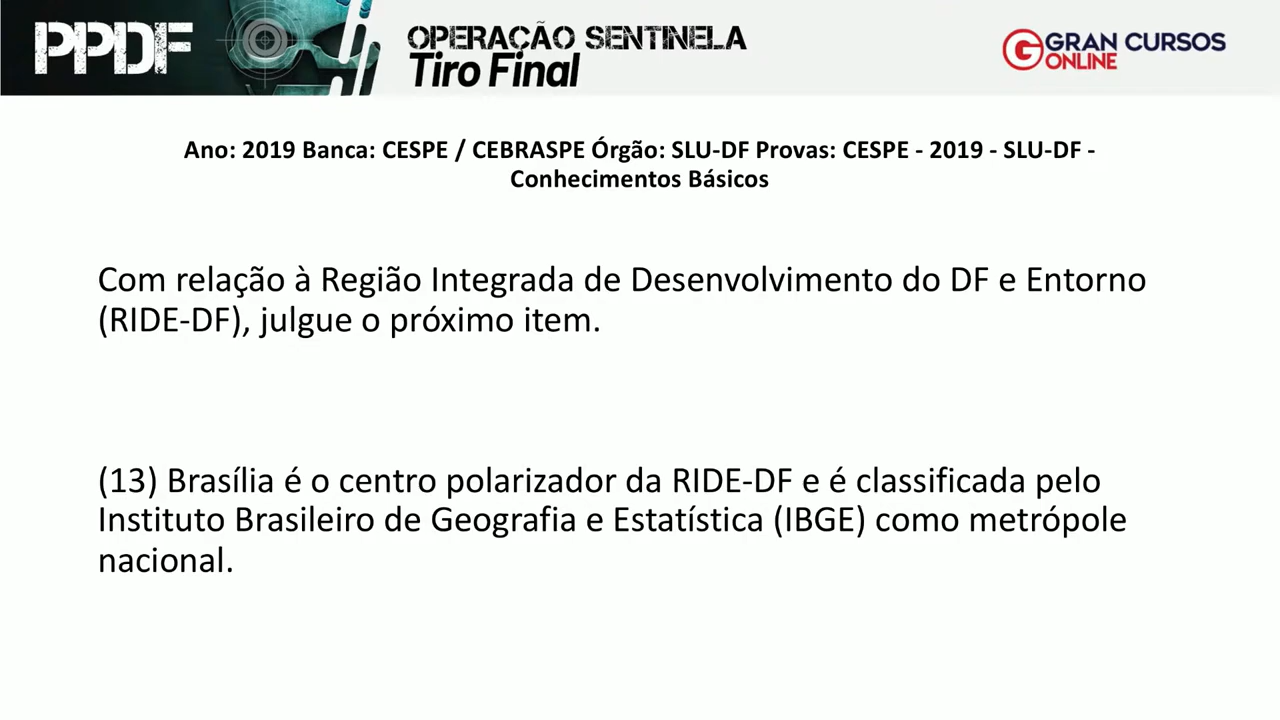 PPDF
OPERAÇÃO SENTINELA
Tiro Final
GRAN CURSOS
ONLINE
Ano: 2019 Banca: CESPE / CEBRASPE Órgão: SLU-DF Provas: CESPE - 2019 - SLU-DF -
Conhecimentos Básicos
Com relação à Região Integrada de Desenvolvimento do DF e Entorno
(RIDE-DF), julgue o próximo item.
(13) Brasília é o centro polarizador da RIDE-DF e é classificada pelo
Instituto Brasileiro de Geografia e Estatística (IBGE) como metrópole
nacional.